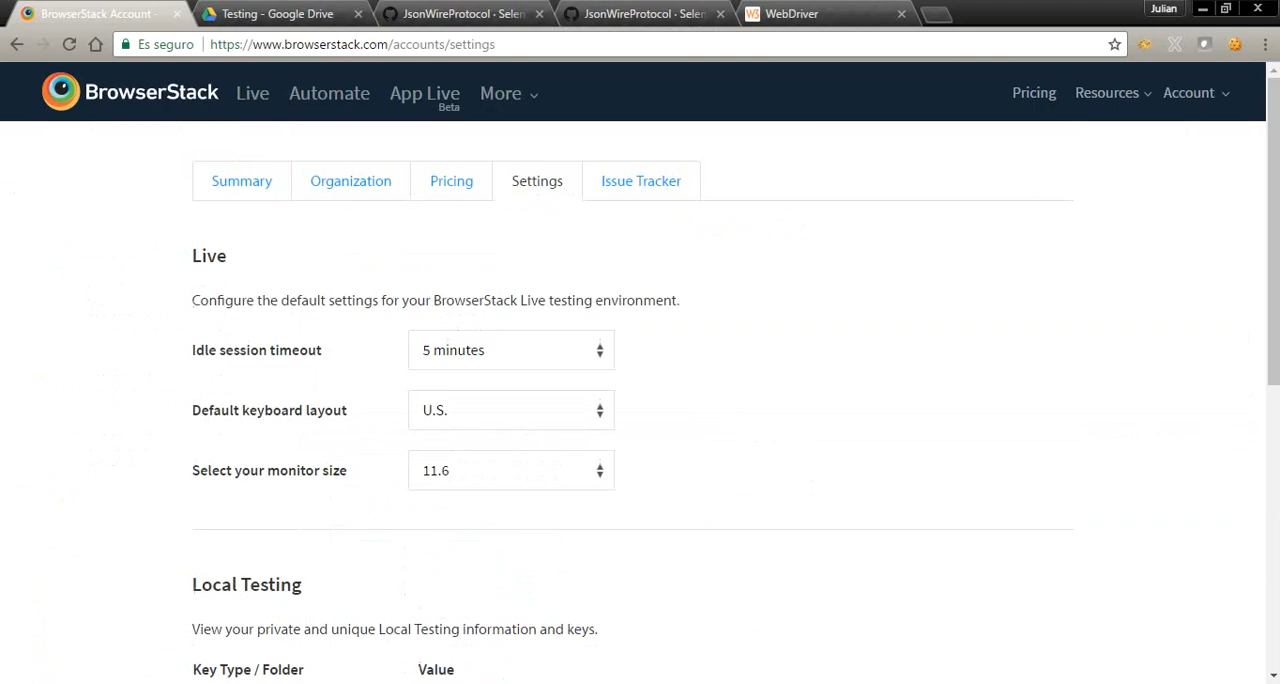 BrowserStack Account -
Testing - Google Drive
JsonWireProtocol · Selen
JsonWireProtocol · Selen
W3 WebDriver
Julian
Es seguro
https://www.browserstack.com/accounts/settings
BrowserStack
Live
Automate
App Live
Beta
More
Pricing
Resources
Account
Summary
Organization
Pricing
Settings
Issue Tracker
Live
Configure the default settings for your BrowserStack Live testing environment.
Idle session timeout
5 minutes
Default keyboard layout
U.S.
Select your monitor size
11.6
Local Testing
View your private and unique Local Testing information and keys.
Key Type / Folder
Value